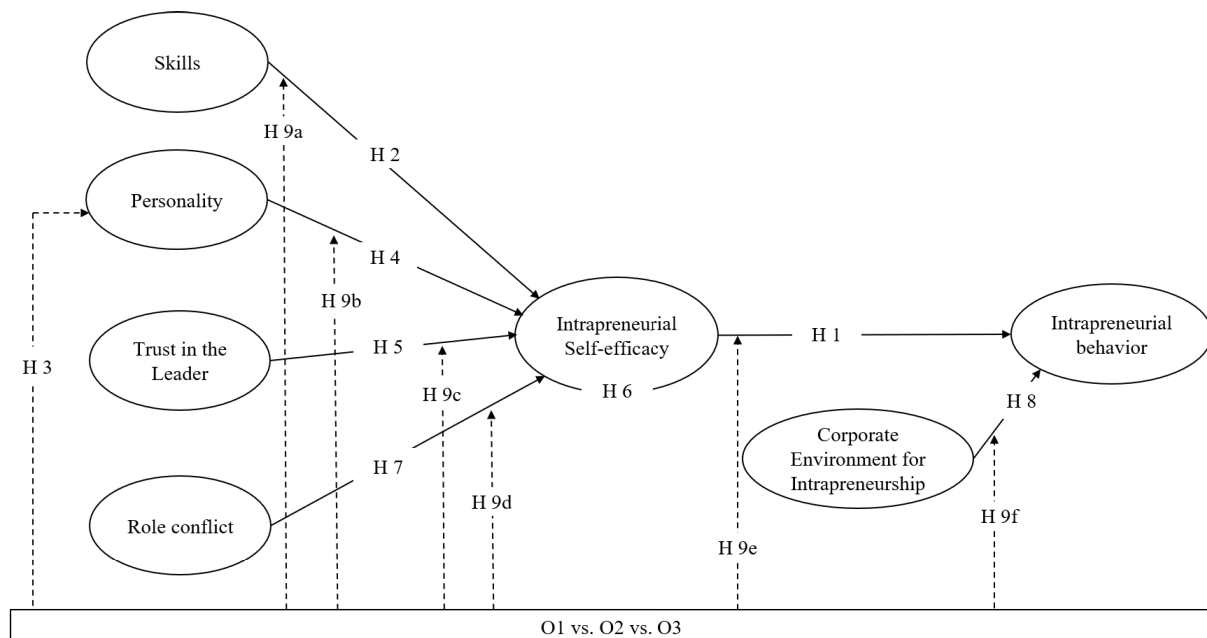 Skills
H 9a
H 2
Personality
H 4
H 9b
Intrapreneurial
Self-efficacy
H 1
Intrapreneurial
behavior
Trust in the
Leader
H 5
H 3
H 9c
H 6
H 8
Corporate
Environment for
Intrapreneurship
H 7
Role conflict
H 9d
H 9e
H 9f
O1 vs. O2 vs. O3